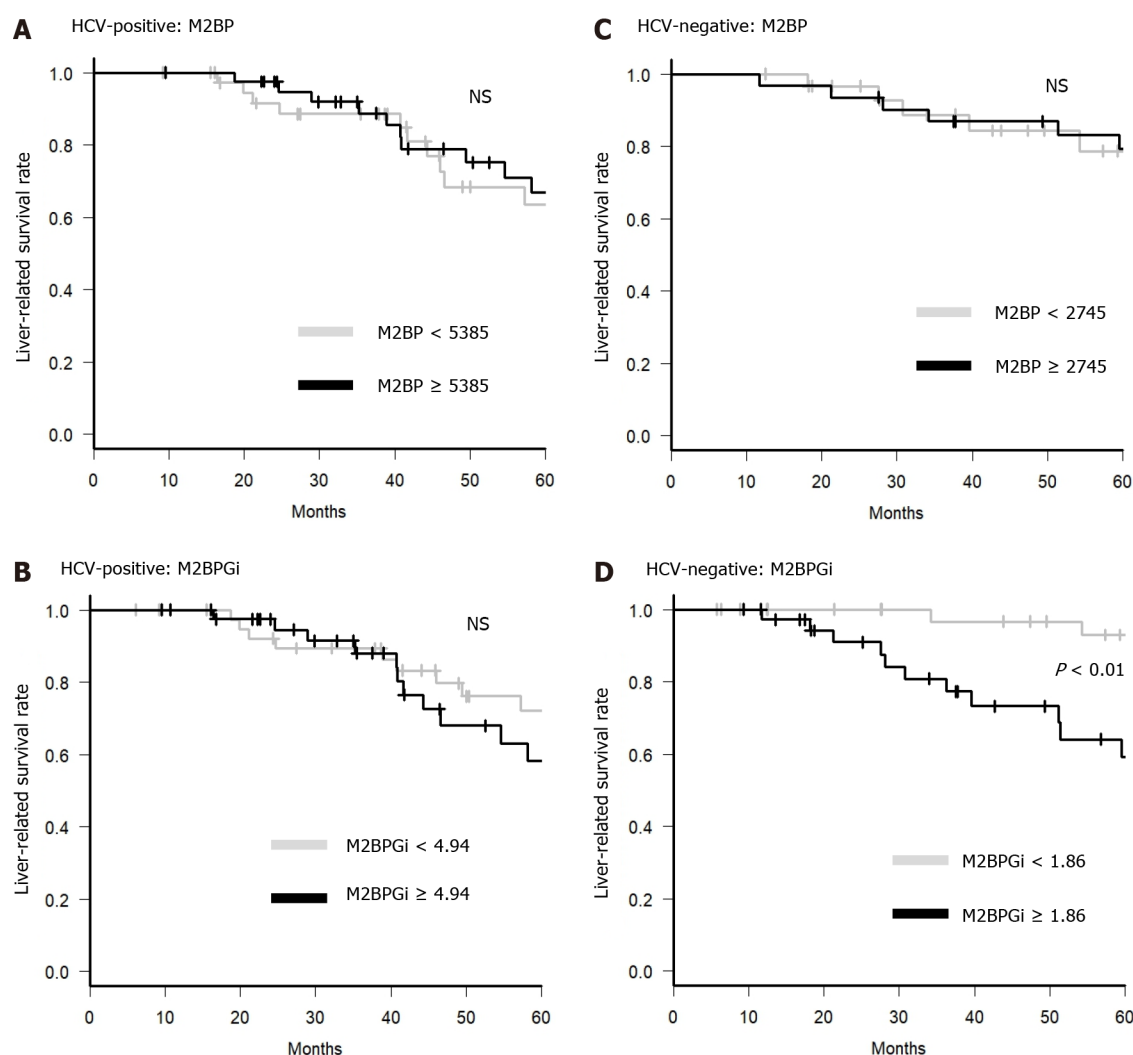 A HCV-positive: M2BP
1.0
0.8
0.6
0.4
0.2
0.0
Liver-related survival rate
NS
M2BP < 5385
M2BP ≥ 5385
0 10 20 30 40 50 60
Months
C HCV-negative: M2BP
1.0
0.8
0.6
0.4
0.2
0.0
Liver-related survival rate
NS
M2BP < 2745
M2BP ≥ 2745
0 10 20 30 40 50 60
Months
B HCV-positive: M2BPGi
1.0
0.8
0.6
0.4
0.2
0.0
Liver-related survival rate
NS
M2BPGi < 4.94
M2BPGi ≥ 4.94
0 10 20 30 40 50 60
Months
D HCV-negative: M2BPGi
1.0
0.8
0.6
0.4
0.2
0.0
Liver-related survival rate
P < 0.01
M2BPGi < 1.86
M2BPGi ≥ 1.86
0 10 20 30 40 50 60
Months